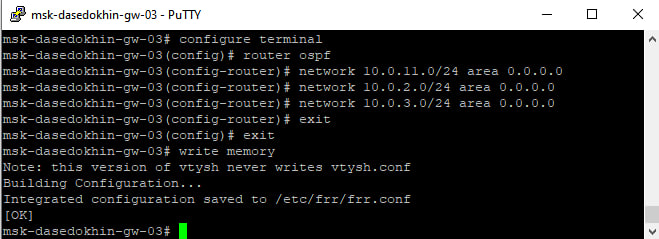 msk-dasedokhin-gw-03 - PuTTY
msk-dasedokhin-gw-03# configure terminal
msk-dasedokhin-gw-03(config)# router ospf
msk-dasedokhin-gw-03(config-router)# network 10.0.11.0/24 area 0.0.0.0
msk-dasedokhin-gw-03(config-router)# network 10.0.2.0/24 area 0.0.0.0
msk-dasedokhin-gw-03(config-router)# network 10.0.3.0/24 area 0.0.0.0
msk-dasedokhin-gw-03(config-router)# exit
msk-dasedokhin-gw-03(config)# exit
msk-dasedokhin-gw-03# write memory
Note: this version of vtysh never writes vtysh.conf
Building Configuration...
Integrated configuration saved to /etc/frr/frr.conf
[OK]
msk-dasedokhin-gw-03#